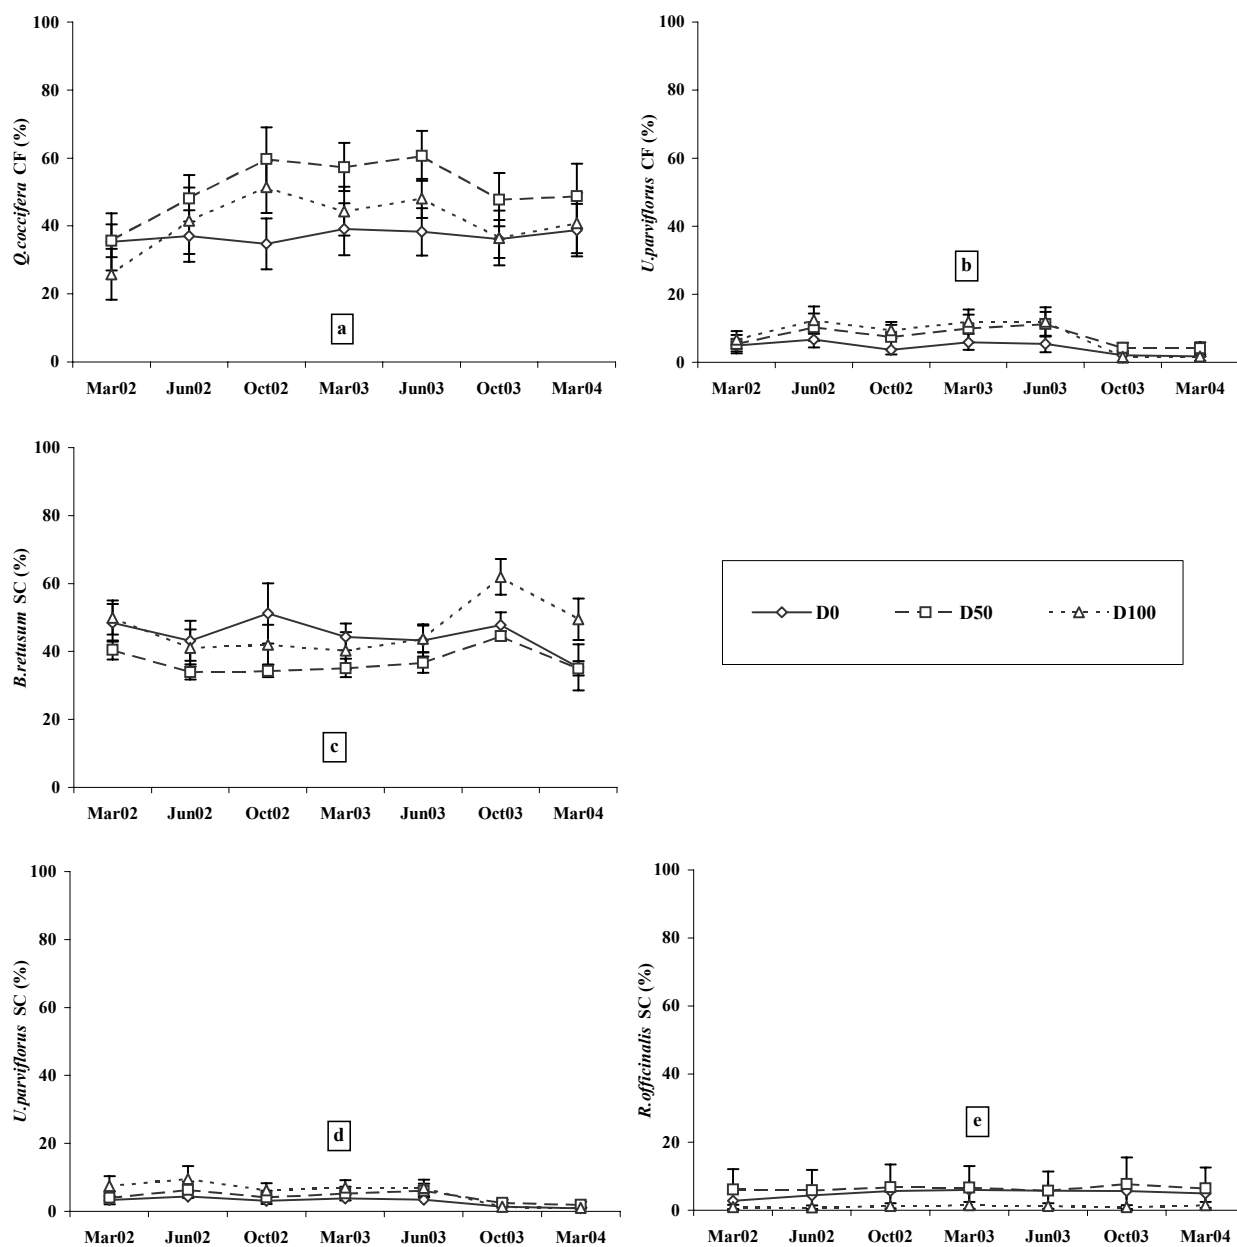 100
80
60
40
20
0
Q.coccifera CF (%)
a
Mar02 Jun02 Oct02 Mar03 Jun03 Oct03 Mar04
100
80
60
40
20
0
U.parviflorus CF (%)
b
Mar02 Jun02 Oct02 Mar03 Jun03 Oct03 Mar04
100
80
60
40
20
0
B.retusum SC (%)
c
Mar02 Jun02 Oct02 Mar03 Jun03 Oct03 Mar04
D0 D50 D100
100
80
60
40
20
0
U.parviflorus SC (%)
d
Mar02 Jun02 Oct02 Mar03 Jun03 Oct03 Mar04
100
80
60
40
20
0
R.officinalis SC (%)
e
Mar02 Jun02 Oct02 Mar03 Jun03 Oct03 Mar04